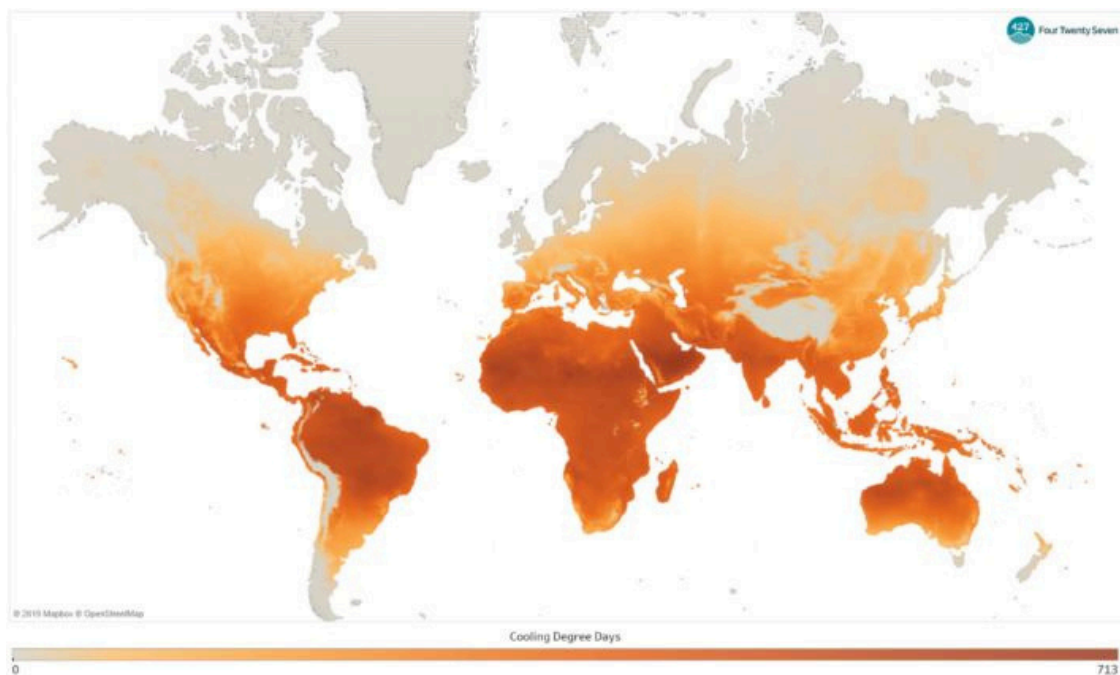 427
Four Twenty Seven
© 2019 Mapbox © OpenStreetMap
Cooling Degree Days
0
713